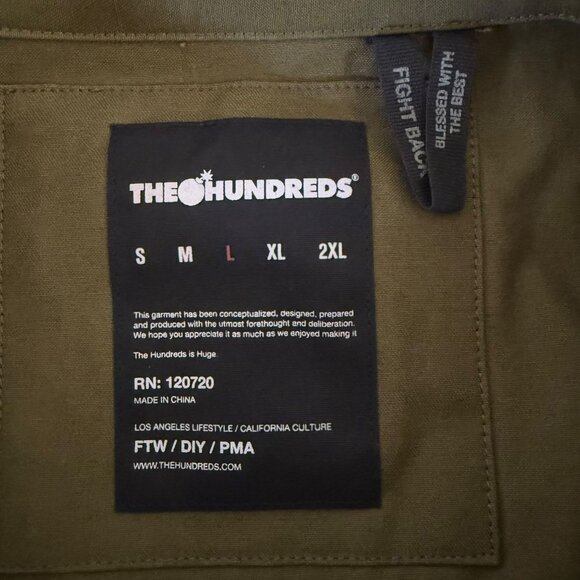 THE HUNDREDS®
S M L XL 2XL
This garment has been conceptualized, designed, prepared
and produced with the utmost forethought and deliberation.
We hope you appreciate it as much as we enjoyed making it
The Hundreds is Huge.
RN: 120720
MADE IN CHINA
LOS ANGELES LIFESTYLE / CALIFORNIA CULTURE
FTW / DIY / PMA
WWW.THEHUNDREDS.COM
FIGHT BACK
BLESSED WITH
THE BEST